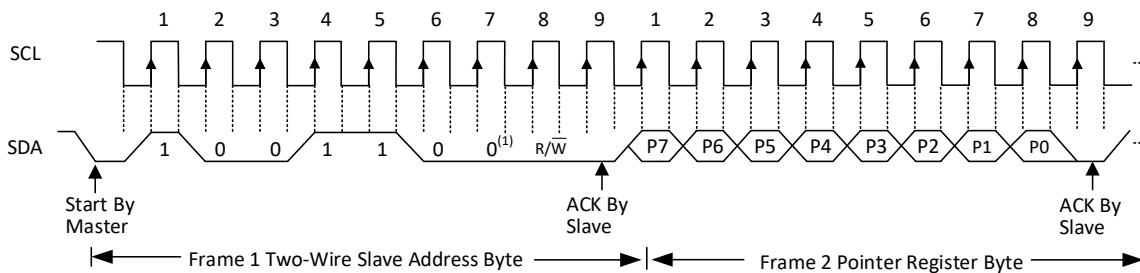 1 2 3 4 5 6 7 8 9 1 2 3 4 5 6 7 8 9
SCL
SDA
1 0 0 1 1 0 0(1) R/W̅ P7 P6 P5 P4 P3 P2 P1 P0
Start By
Master
ACK By
Slave
ACK By
Slave
Frame 1 Two-Wire Slave Address Byte
Frame 2 Pointer Register Byte